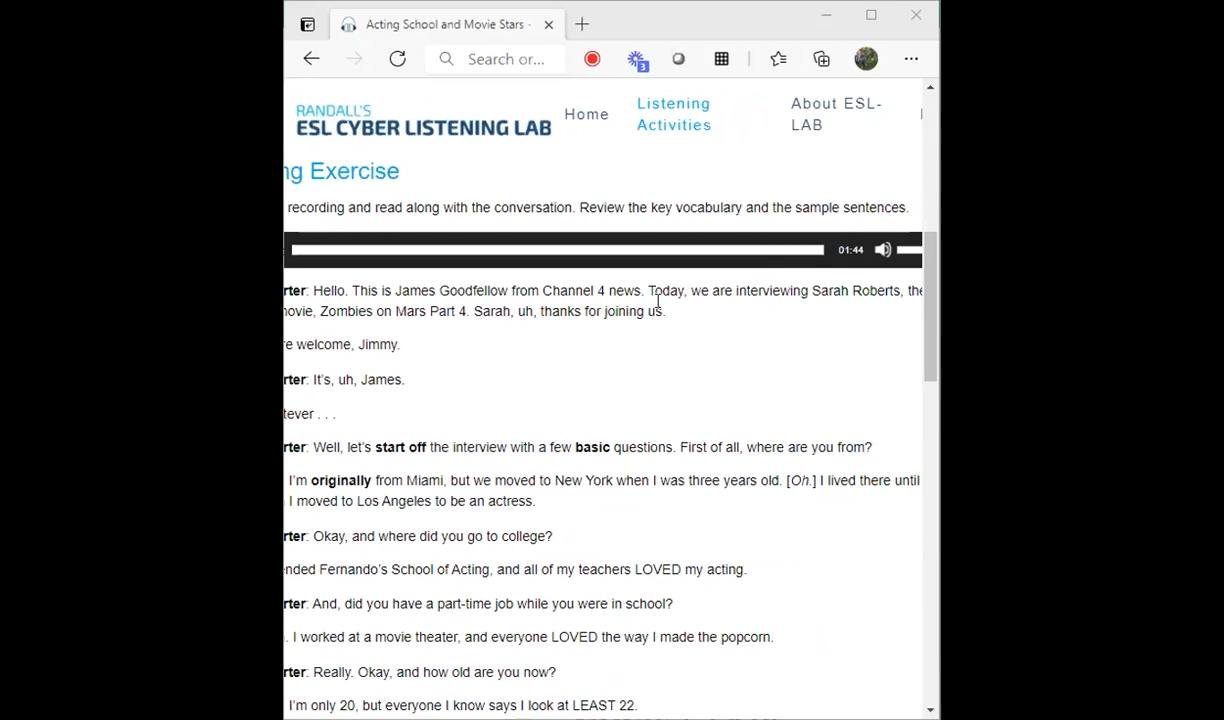 Acting School and Movie Stars -
Search or...
3
RANDALL'S
ESL CYBER LISTENING LAB
Home
Listening Activities
About ESL-LAB
ng Exercise
recording and read along with the conversation. Review the key vocabulary and the sample sentences.
01:44
rter: Hello. This is James Goodfellow from Channel 4 news. Today, we are interviewing Sarah Roberts, the
movie, Zombies on Mars Part 4. Sarah, uh, thanks for joining us.
re welcome, Jimmy.
rter: It's, uh, James.
tever . . .
rter: Well, let's start off the interview with a few basic questions. First of all, where are you from?
I'm originally from Miami, but we moved to New York when I was three years old. [Oh.] I lived there until
I moved to Los Angeles to be an actress.
rter: Okay, and where did you go to college?
ended Fernando's School of Acting, and all of my teachers LOVED my acting.
rter: And, did you have a part-time job while you were in school?
. I worked at a movie theater, and everyone LOVED the way I made the popcorn.
rter: Really. Okay, and how old are you now?
I'm only 20, but everyone I know says I look at LEAST 22.